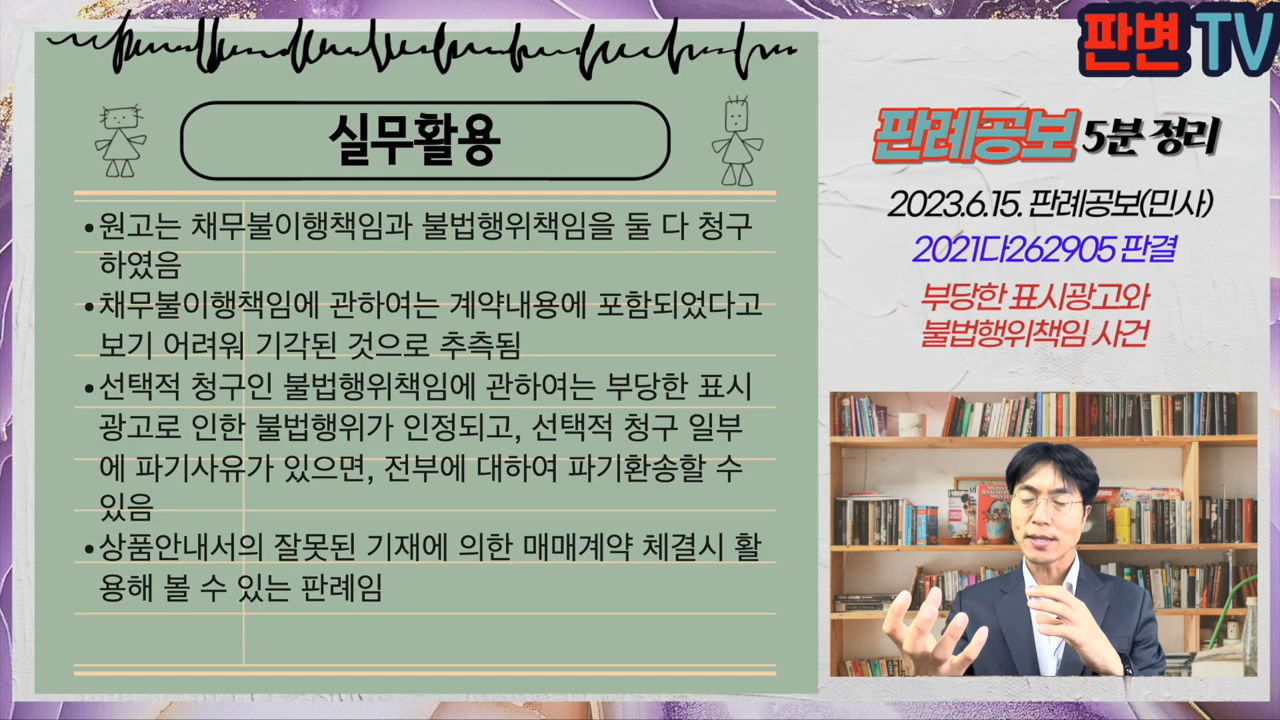 실무활용
•원고는 채무불이행책임과 불법행위책임을 둘 다 청구
하였음
•채무불이행책임에 관하여는 계약내용에 포함되었다고
보기 어려워 기각된 것으로 추측됨
•선택적 청구인 불법행위책임에 관하여는 부당한 표시
광고로 인한 불법행위가 인정되고, 선택적 청구 일부
에 파기사유가 있으면, 전부에 대하여 파기환송할 수
있음
•상품안내서의 잘못된 기재에 의한 매매계약 체결시 활
용해 볼 수 있는 판례임
판변 TV
판례공보 5분 정리
2023.6.15. 판례공보(민사)
2021다262905 판결
부당한 표시광고와
불법행위책임 사건